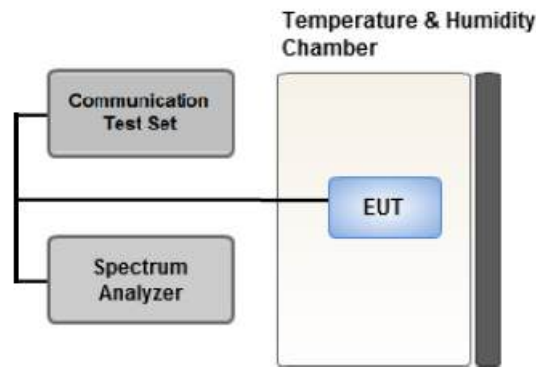 Temperature & Humidity
Chamber
Communication
Test Set
EUT
Spectrum
Analyzer